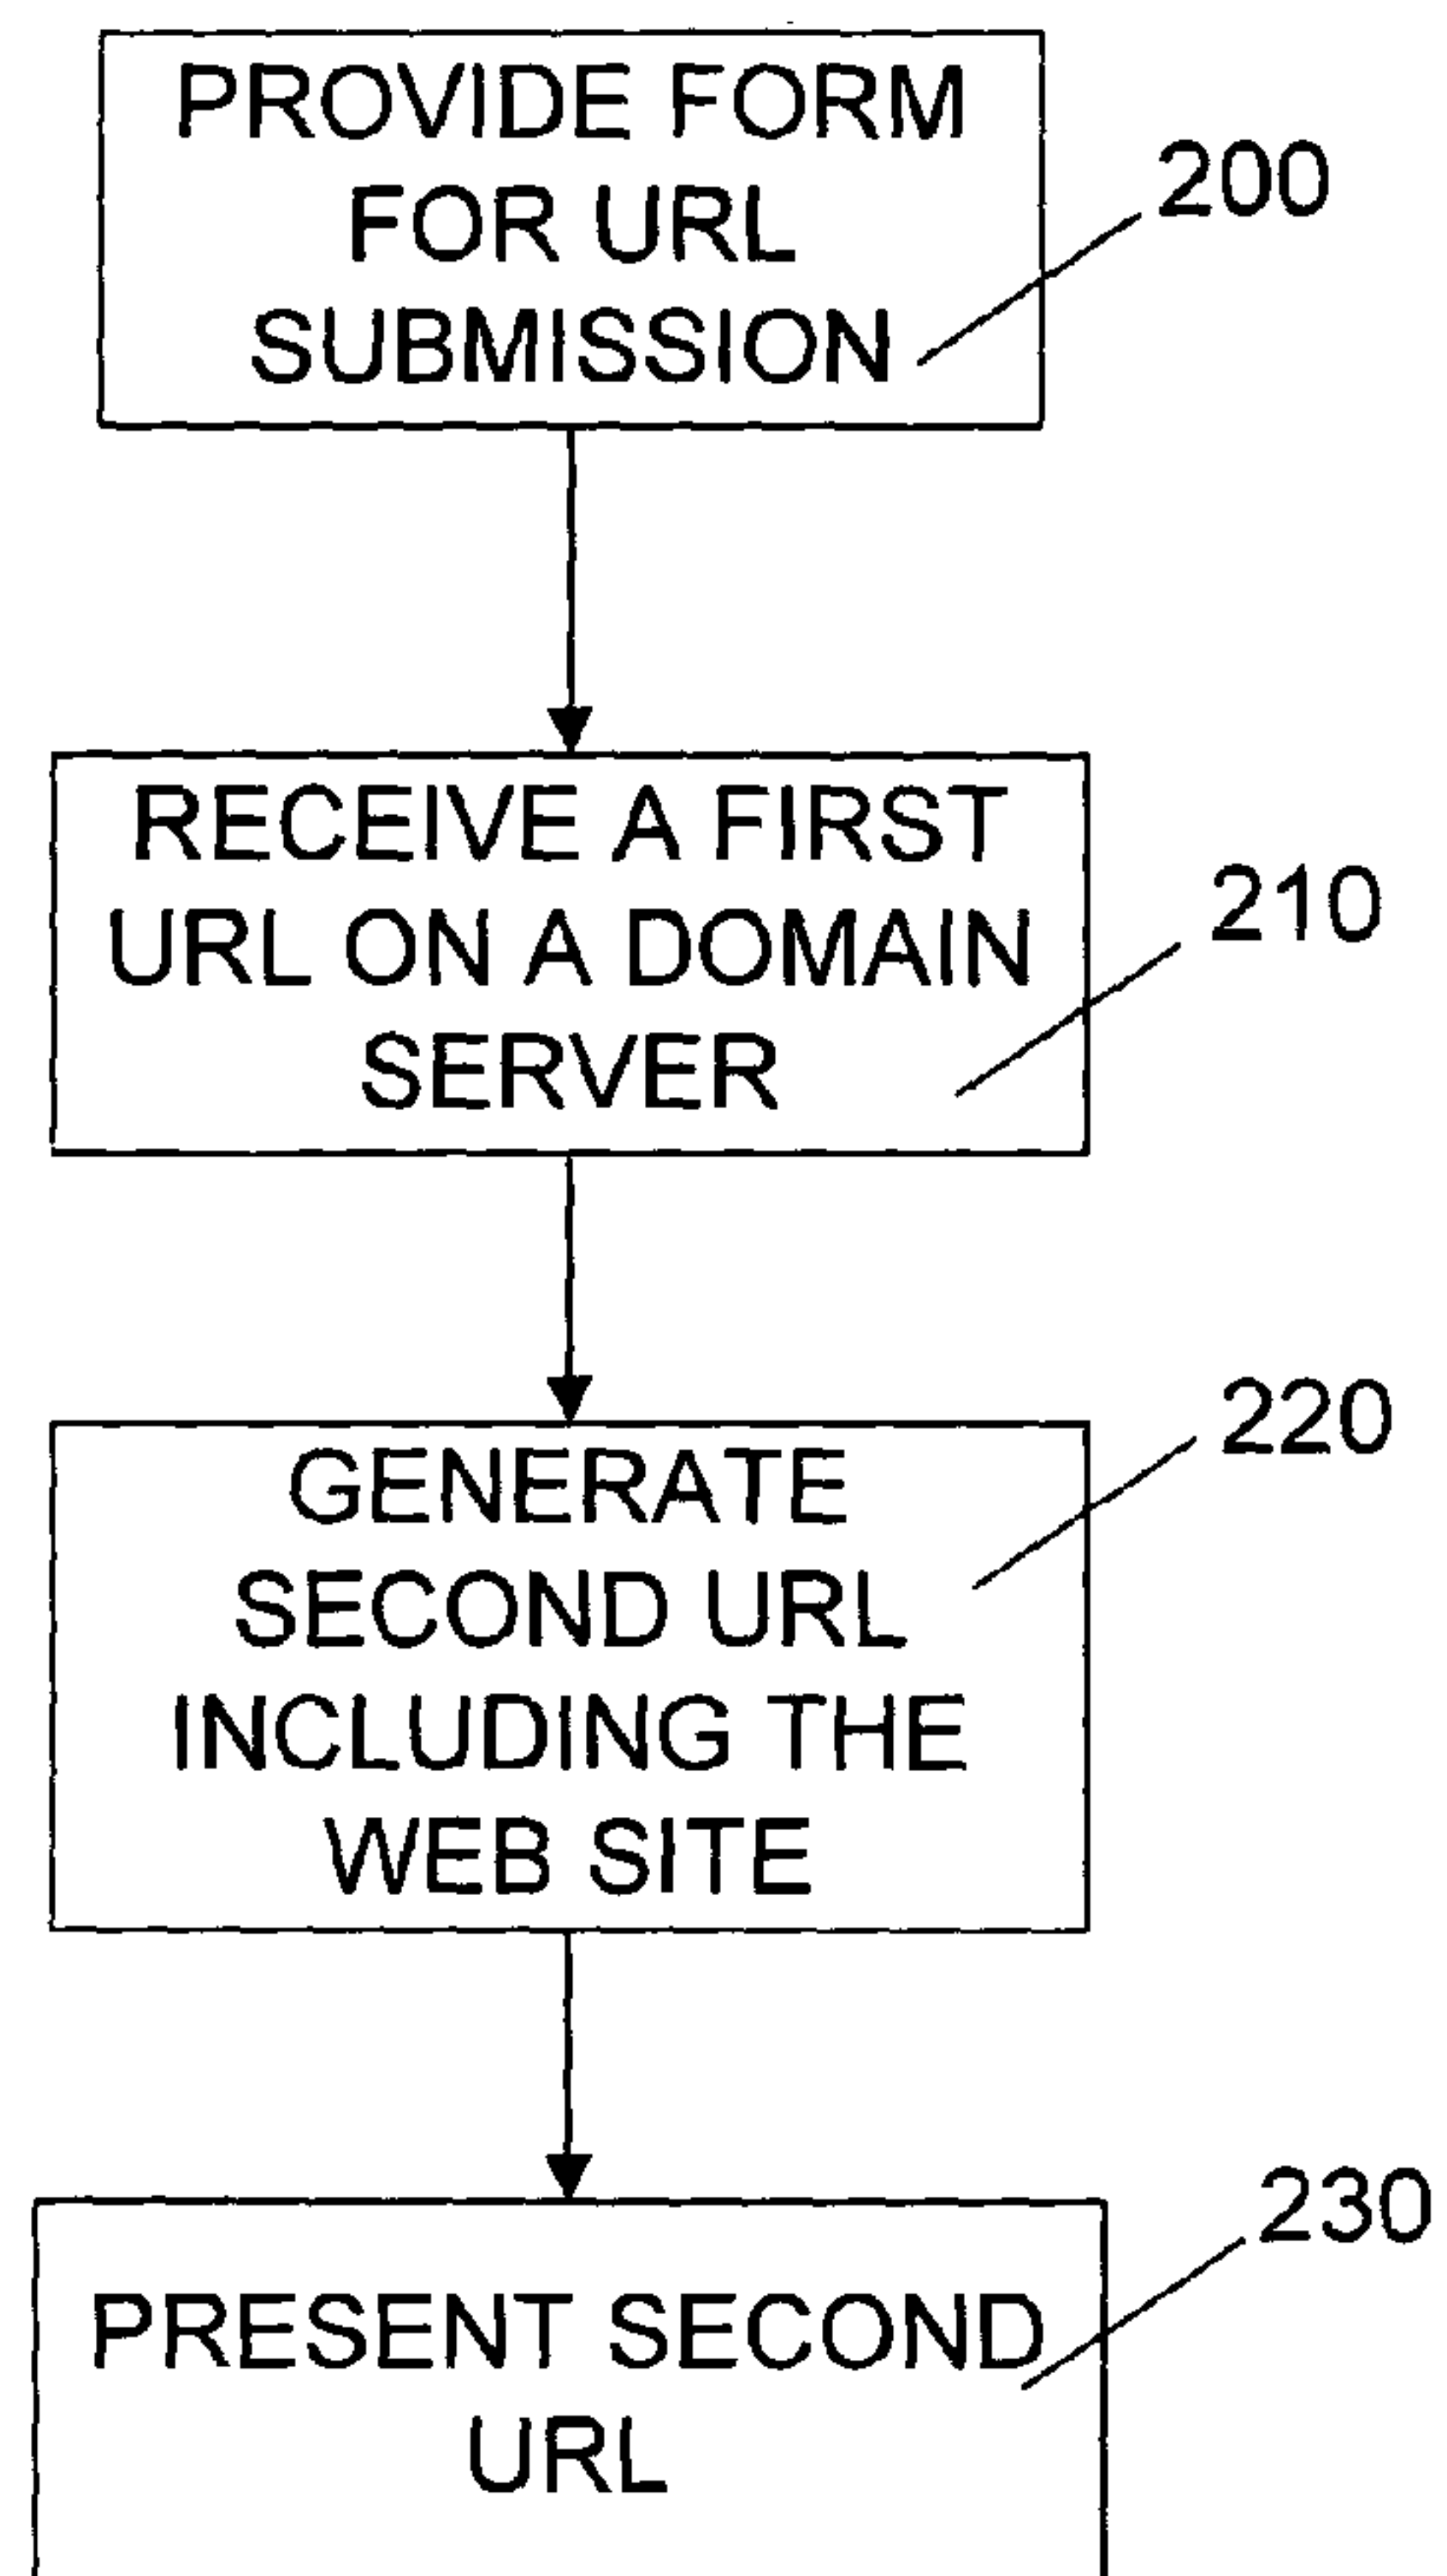 PROVIDE FORM
FOR URL
SUBMISSION
200
RECEIVE A FIRST
URL ON A DOMAIN
SERVER
210
GENERATE
SECOND URL
INCLUDING THE
WEB SITE
220
PRESENT SECOND
URL
230